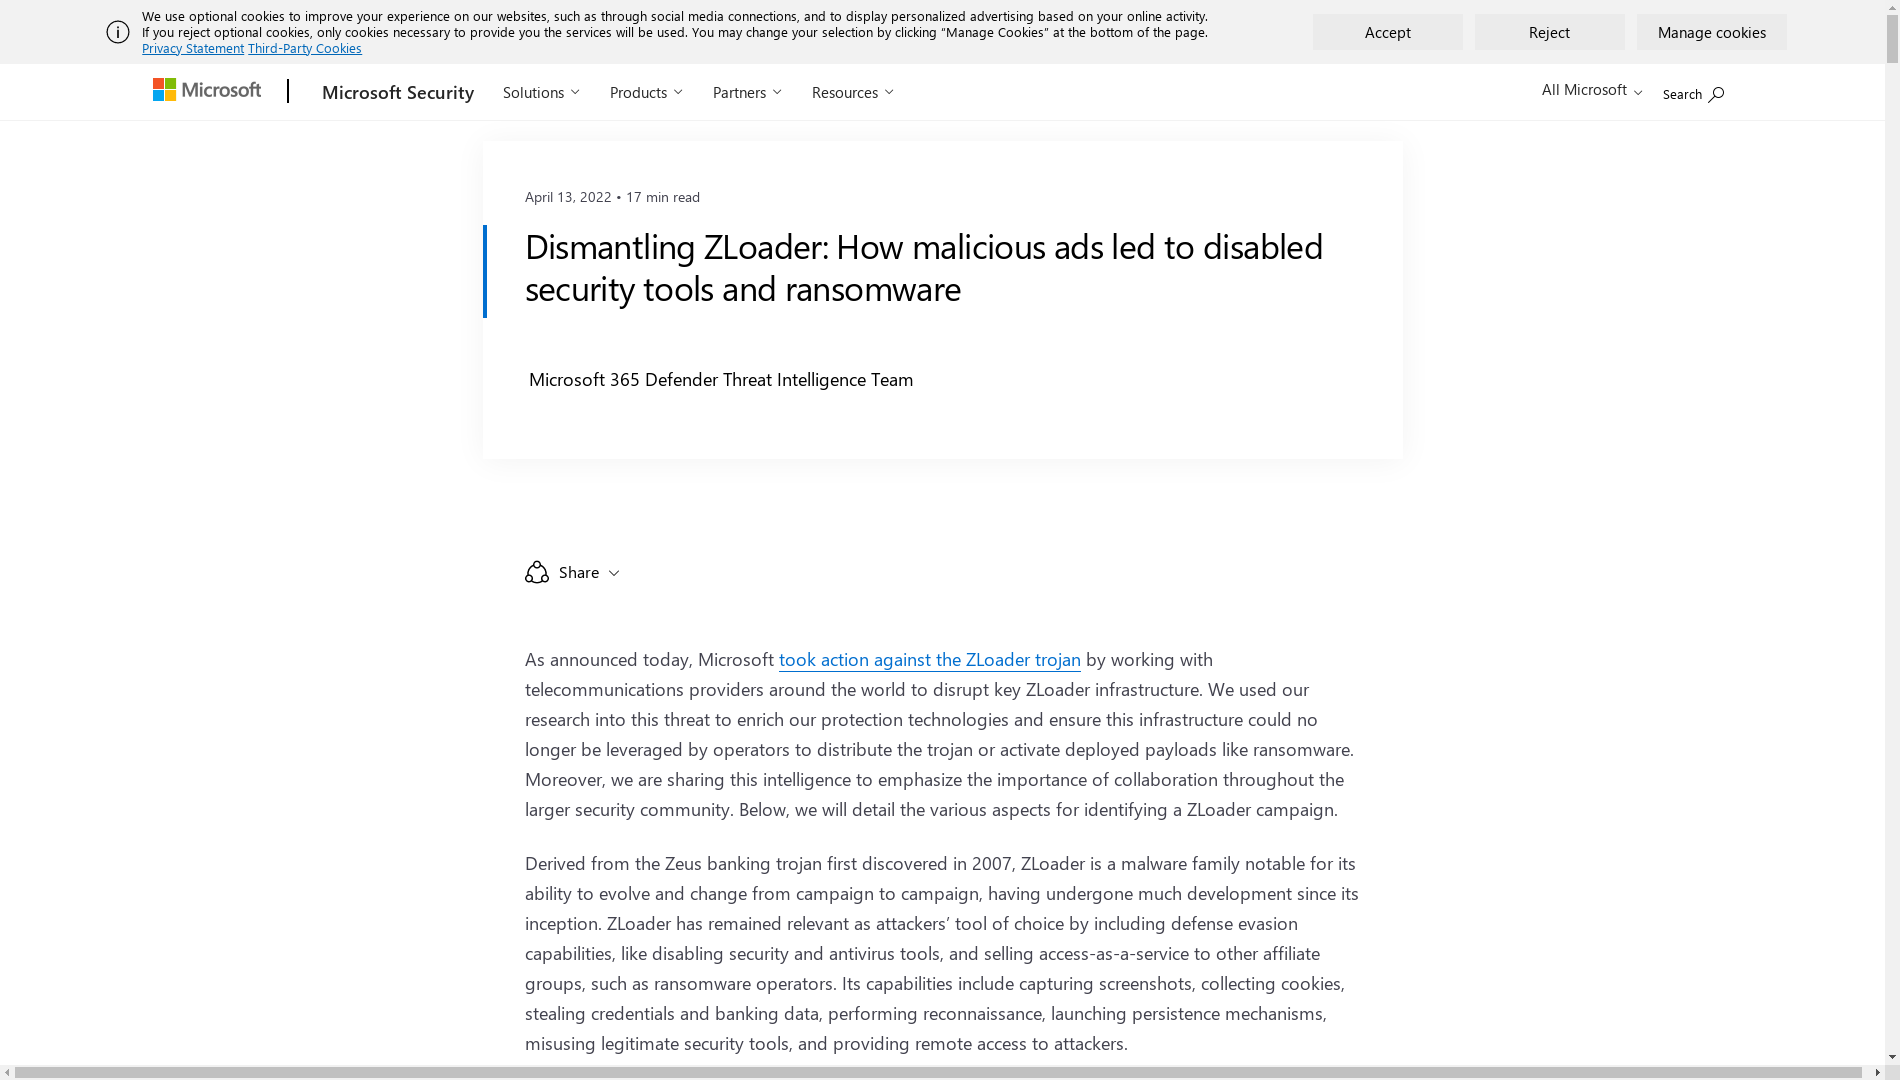 We use optional cookies to improve your experience on our websites, such as through social media connections, and to display personalized advertising based on your online activity.
If you reject optional cookies, only cookies necessary to provide you the services will be used. You may change your selection by clicking “Manage Cookies” at the bottom of the page.
Privacy Statement Third-Party Cookies
Accept
Reject
Manage cookies
Microsoft
Microsoft Security
Solutions
Products
Partners
Resources
All Microsoft
Search
April 13, 2022 • 17 min read
Dismantling ZLoader: How malicious ads led to disabled
security tools and ransomware
Microsoft 365 Defender Threat Intelligence Team
Share
As announced today, Microsoft took action against the ZLoader trojan by working with
telecommunications providers around the world to disrupt key ZLoader infrastructure. We used our
research into this threat to enrich our protection technologies and ensure this infrastructure could no
longer be leveraged by operators to distribute the trojan or activate deployed payloads like ransomware.
Moreover, we are sharing this intelligence to emphasize the importance of collaboration throughout the
larger security community. Below, we will detail the various aspects for identifying a ZLoader campaign.
Derived from the Zeus banking trojan first discovered in 2007, ZLoader is a malware family notable for its
ability to evolve and change from campaign to campaign, having undergone much development since its
inception. ZLoader has remained relevant as attackers’ tool of choice by including defense evasion
capabilities, like disabling security and antivirus tools, and selling access-as-a-service to other affiliate
groups, such as ransomware operators. Its capabilities include capturing screenshots, collecting cookies,
stealing credentials and banking data, performing reconnaissance, launching persistence mechanisms,
misusing legitimate security tools, and providing remote access to attackers.